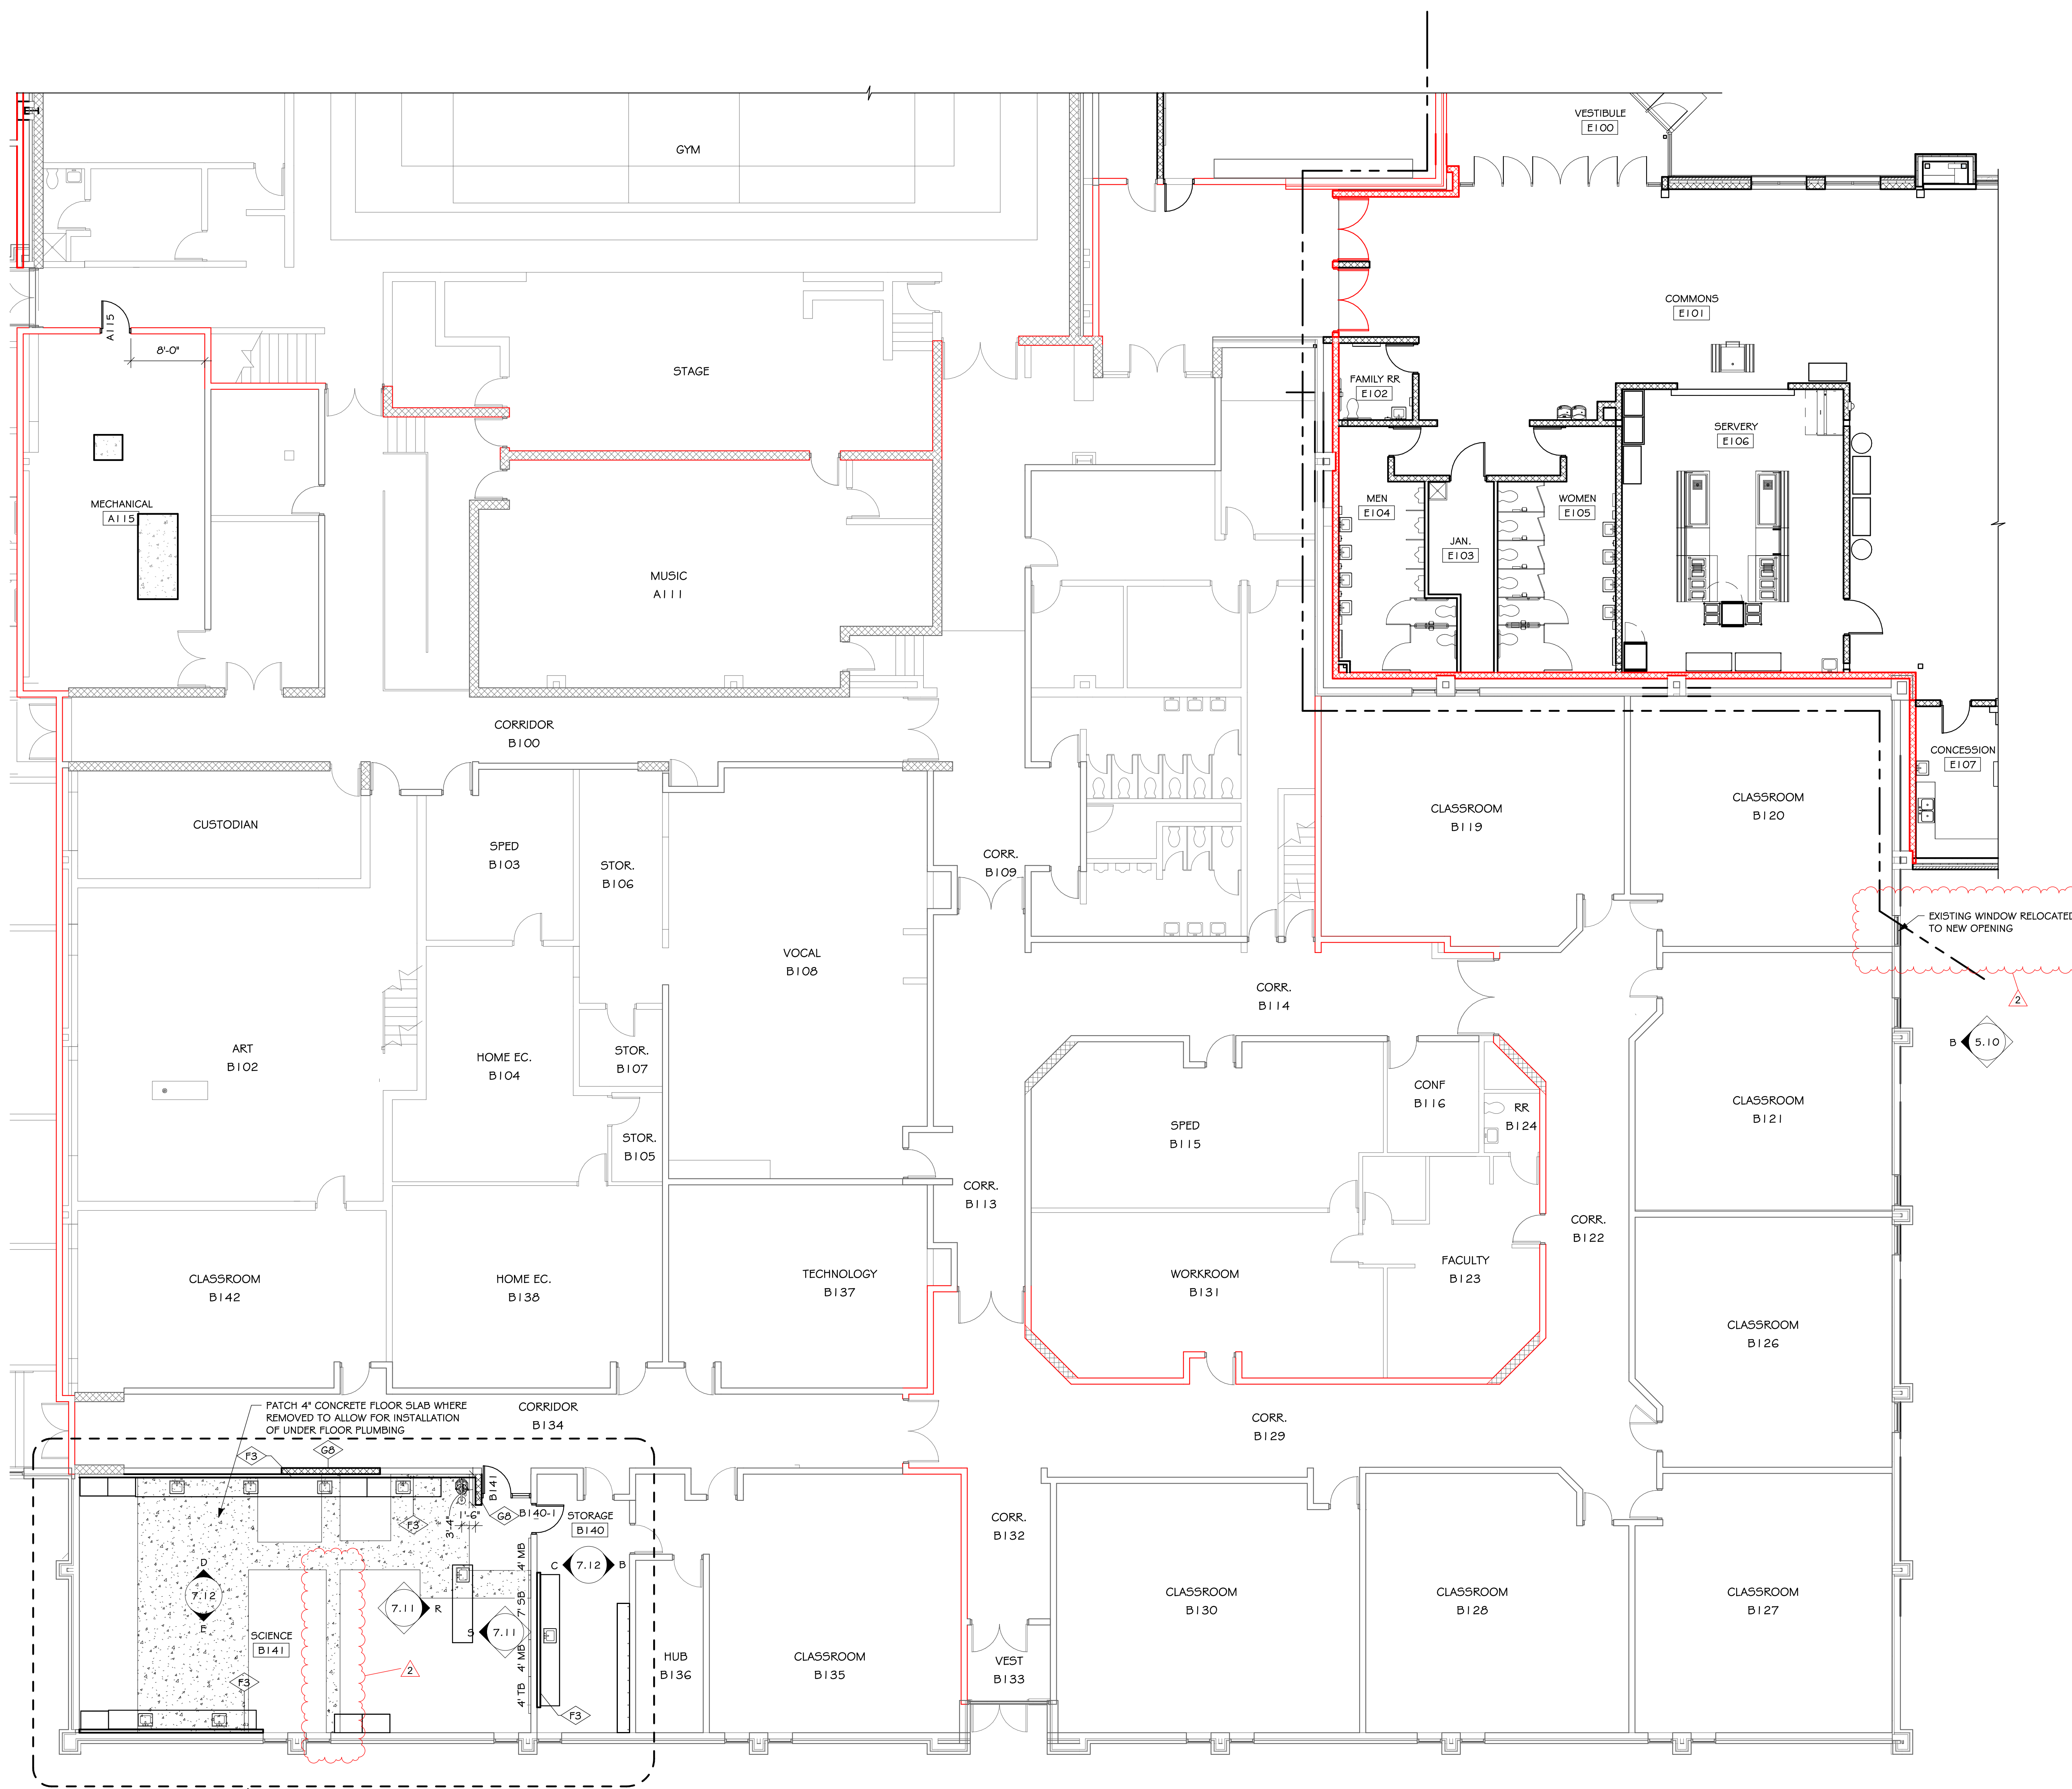 VESTIBULE
E100
GYM
COMMONS
E101
A115
8'-0"
STAGE
FAMILY RR
E102
SERVERY
E106
MECHANICAL
A115
MEN
E104
WOMEN
E105
JAN.
E103
MUSIC
A111
CORRIDOR
B100
CONCESSION
E107
CLASSROOM
B119
CLASSROOM
B120
CUSTODIAN
SPED
B103
STOR.
B106
CORR.
B109
EXISTING WINDOW RELOCATED
TO NEW OPENING
2
VOCAL
B108
CORR.
B114
B
5.10
ART
B102
HOME EC.
B104
STOR.
B107
STOR.
B105
CONF
B116
RR
B124
SPED
B115
CLASSROOM
B121
CORR.
B113
CORR.
B122
CLASSROOM
B142
HOME EC.
B138
TECHNOLOGY
B137
WORKROOM
B131
FACULTY
B123
CLASSROOM
B126
PATCH 4" CONCRETE FLOOR SLAB WHERE
REMOVED TO ALLOW FOR INSTALLATION
OF UNDER FLOOR PLUMBING
CORRIDOR
B134
CORR.
B129
F3
G8
B141
F3
3'-4"
1'-6"
G8
B140-1
STORAGE
B140
CORR.
B132
C
7.12
B
D
7.12
E
7.11
R
S
7.11
4' MB
7' SB
4' MB
4' TB
SCIENCE
B141
2
F3
F3
HUB
B136
CLASSROOM
B135
VEST
B133
CLASSROOM
B130
CLASSROOM
B128
CLASSROOM
B127